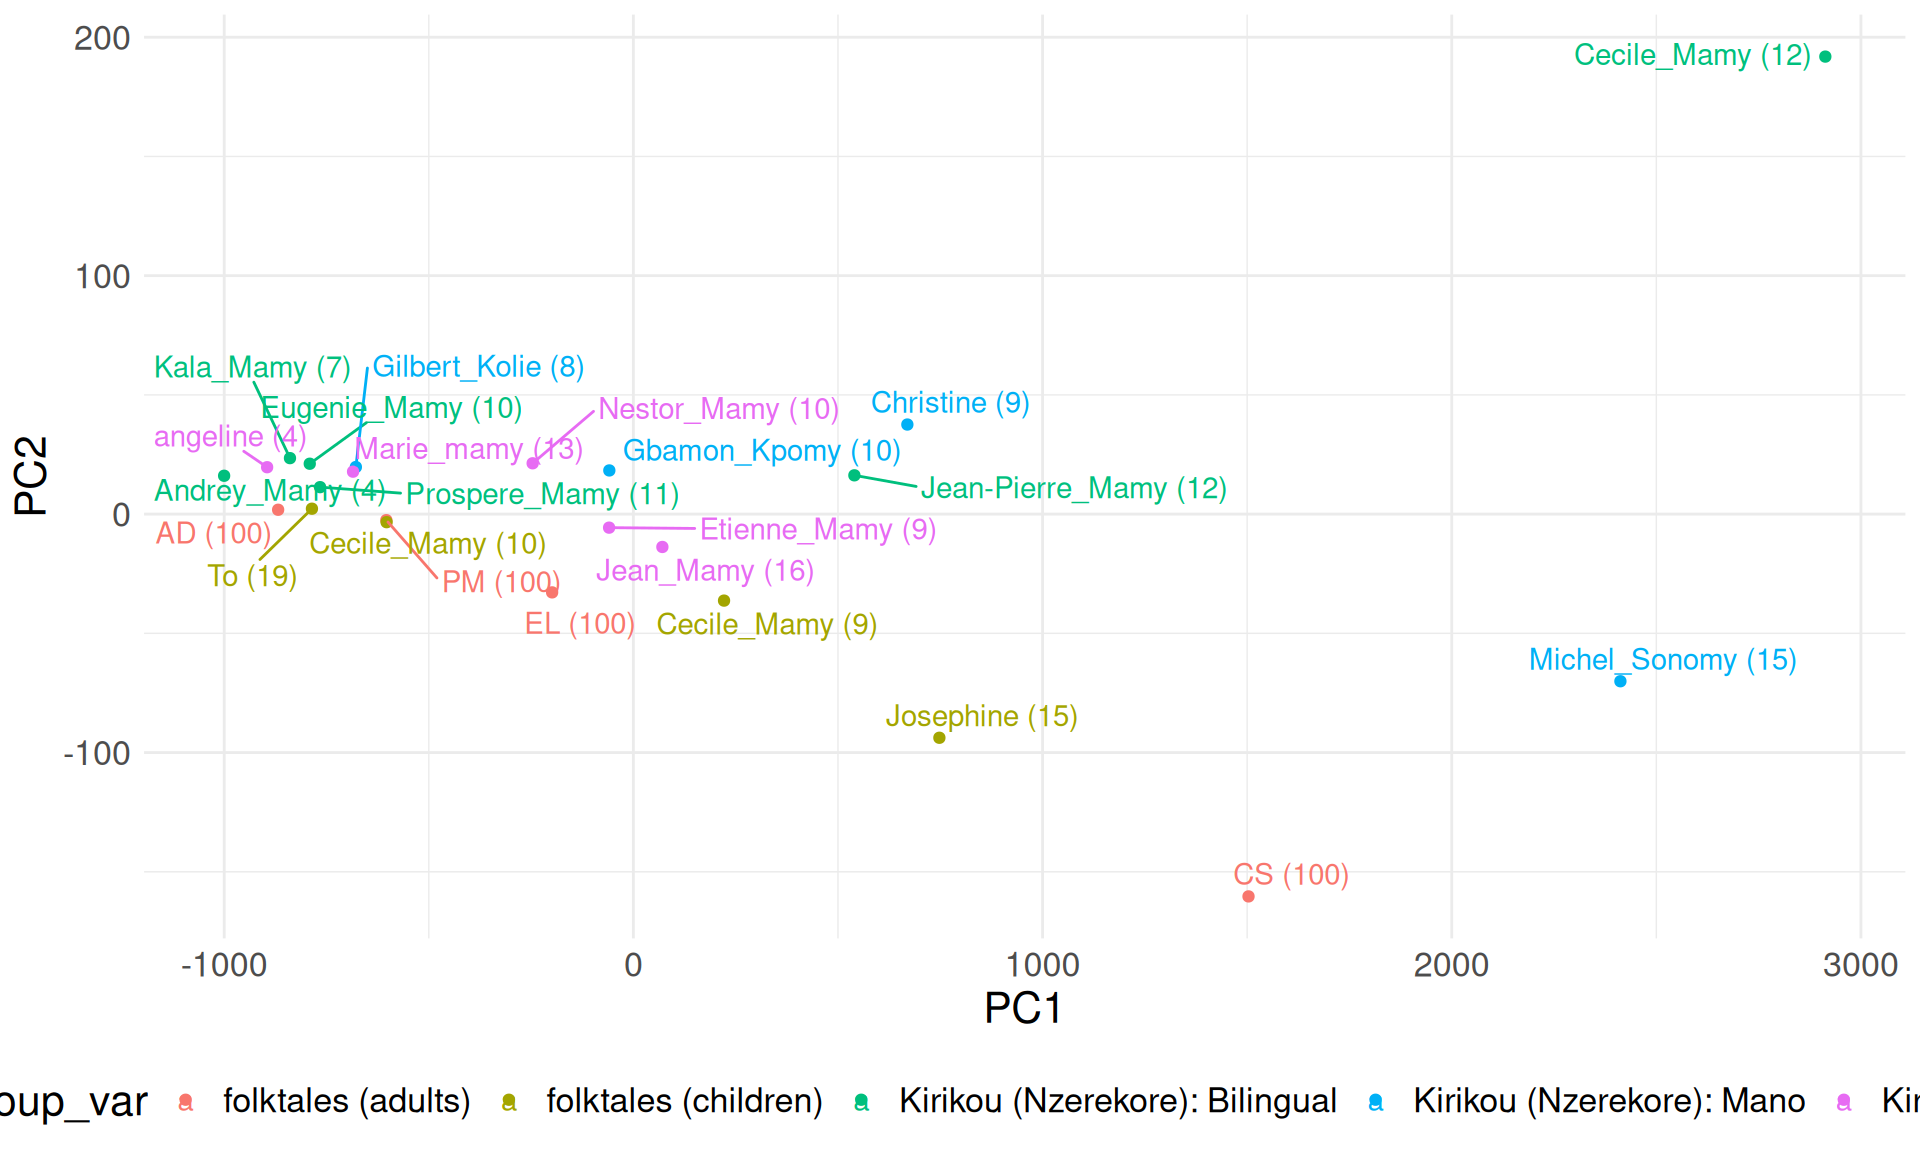 200
Cecile_Mamy (12)
100
Kala_Mamy (7)
Gilbert_Kolie (8)
Eugenie_Mamy (10)
Nestor_Mamy (10)
Christine (9)
angeline (4)
Marie_mamy (13)
Gbamon_Kpomy (10)
PC2
Andrey_Mamy (4)
Prospere_Mamy (11)
Jean-Pierre_Mamy (12)
0
AD (100)
Cecile_Mamy (10)
Etienne_Mamy (9)
To (19)
PM (100)
Jean_Mamy (16)
EL (100)
Cecile_Mamy (9)
Michel_Sonomy (15)
Josephine (15)
-100
CS (100)
-1000 0 1000 2000 3000
PC1
oup_var a folktales (adults) a folktales (children) a Kirikou (Nzerekore): Bilingual a Kirikou (Nzerekore): Mano a Kir